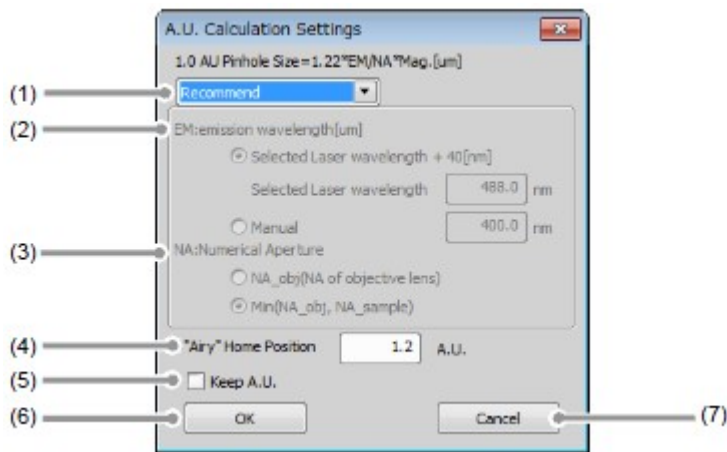 A.U. Calculation Settings
1.0 AU Pinhole Size=1.22*EM/NA*Mag.[um]
(1) Recommend
(2) EM:emission wavelength[um]
Selected Laser wavelength + 40[nm]
Selected Laser wavelength 488.0 nm
Manual 400.0 nm
(3) NA:Numerical Aperture
NA_obj(NA of objective lens)
Min(NA_obj, NA_sample)
(4) "Airy" Home Position 1.2 A.U.
(5) Keep A.U.
(6) OK Cancel (7)